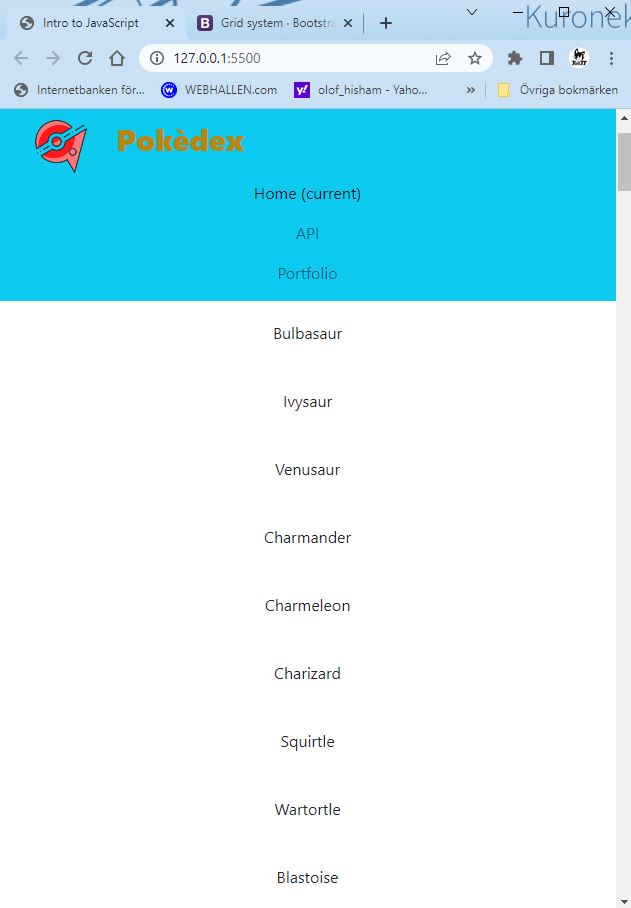 Kufonek
Intro to JavaScript
Grid system · Bootstra
127.0.0.1:5500
Internetbanken för...
WEBHALLEN.com
olof_hisham - Yaho...
»
Övriga bokmärken
Pokèdex
Home (current)
API
Portfolio
Bulbasaur
Ivysaur
Venusaur
Charmander
Charmeleon
Charizard
Squirtle
Wartortle
Blastoise